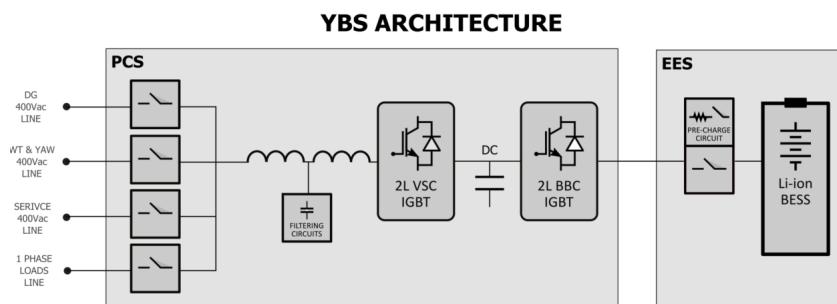 YBS ARCHITECTURE
PCS
DG
400Vac
LINE
WT & YAW
400Vac
LINE
SERIVCE
400Vac
LINE
1 PHASE
LOADS
LINE
FILTERING
CIRCUITS
2L VSC
IGBT
DC
2L BBC
IGBT
EES
PRE-CHARGE
CIRCUIT
Li-ion
BESS